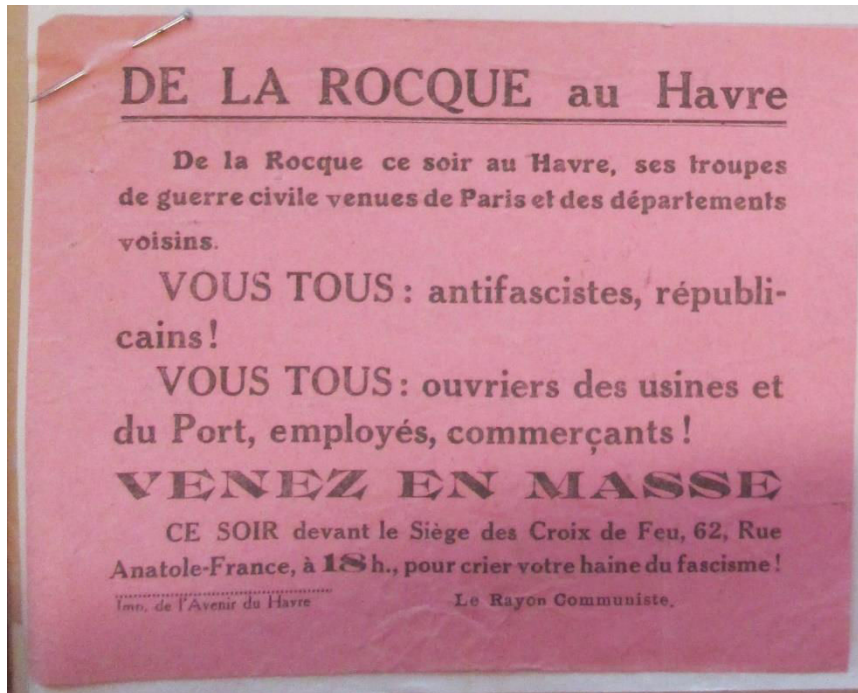 DE LA ROCQUE au Havre
De la Rocque ce soir au Havre, ses troupes
de guerre civile venues de Paris et des départements
voisins.
VOUS TOUS : antifascistes, républi-
cains !
VOUS TOUS : ouvriers des usines et
du Port, employés, commerçants !
VENEZ EN MASSE
CE SOIR devant le Siège des Croix de Feu, 62, Rue
Anatole-France, à 18 h., pour crier votre haine du fascisme !
Imp. de l'Avenir du Havre
Le Rayon Communiste.